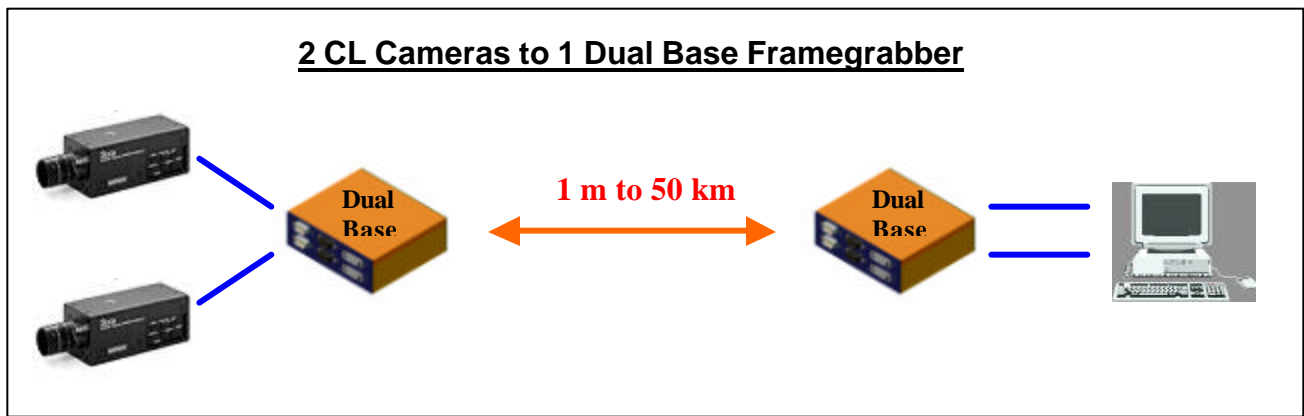 2 CL Cameras to 1 Dual Base Framegrabber
1 m to 50 km
Dual
Base
Dual
Base